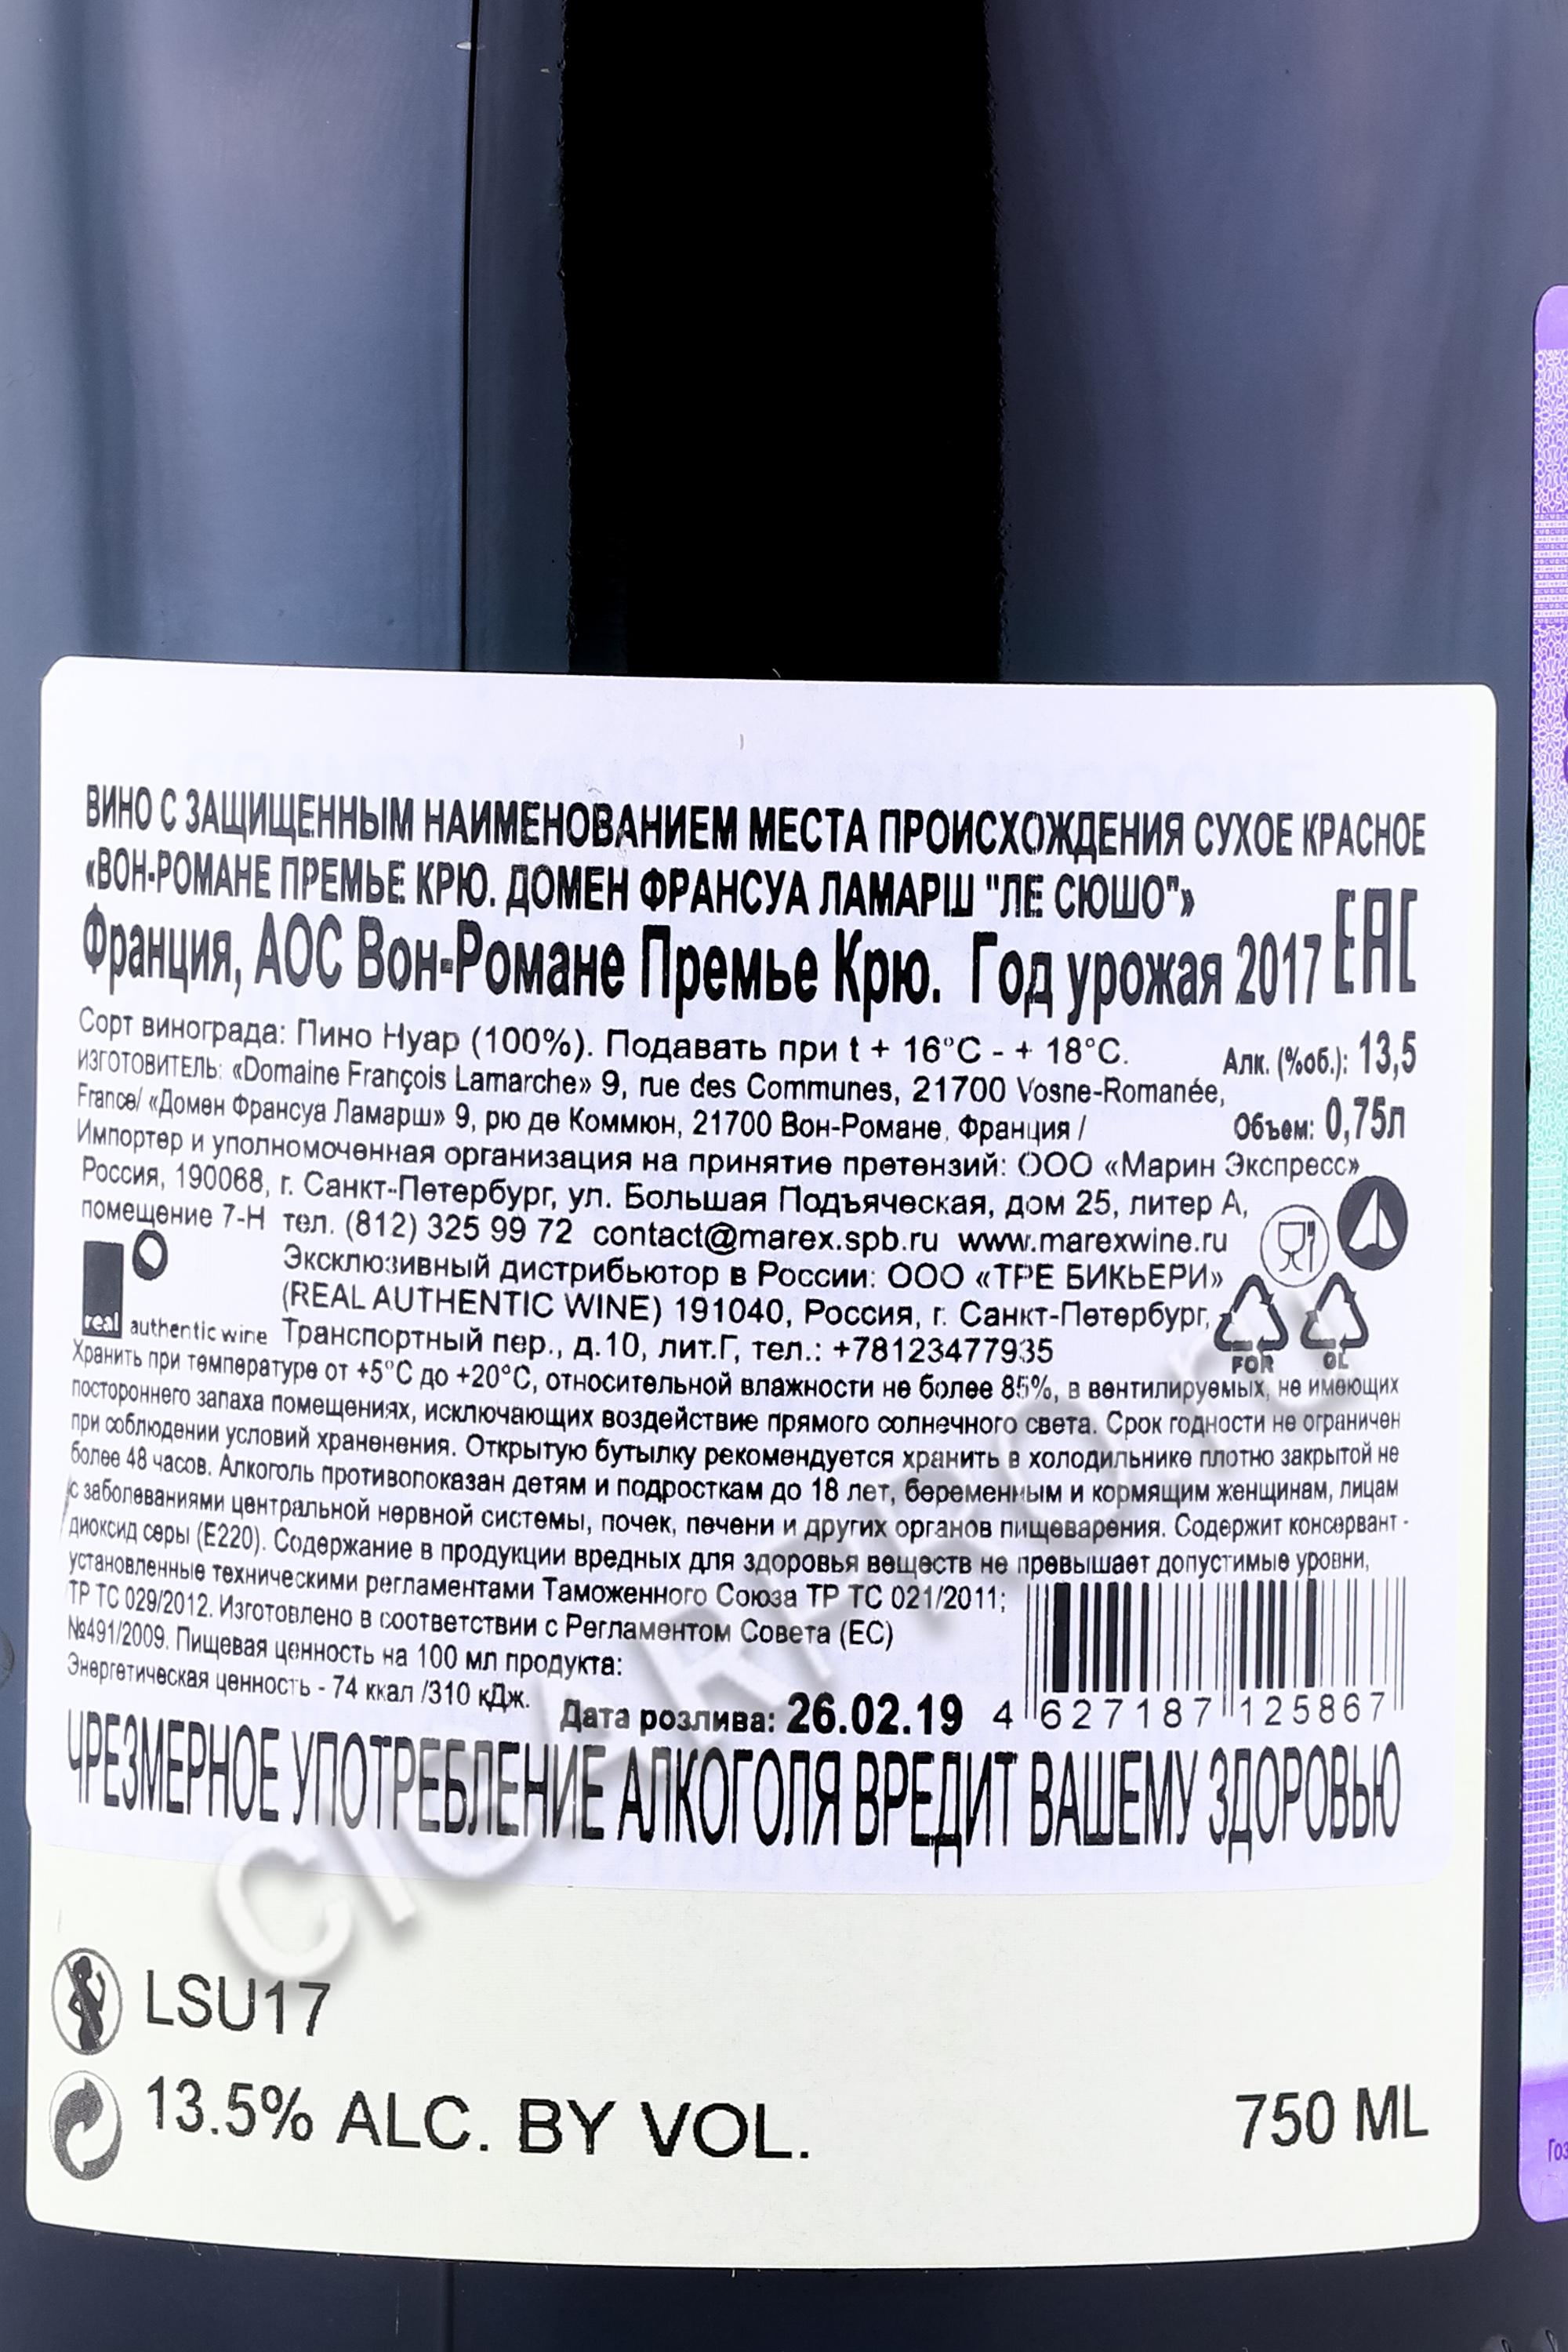 ВИНО С ЗАЩИЩЕННЫМ НАИМЕНОВАНИЕМ МЕСТА ПРОИСХОЖДЕНИЯ СУХОЕ КРАСНОЕ
«ВОН-РОМАНЕ ПРЕМЬЕ КРЮ. ДОМЕН ФРАНСУА ЛАМАРШ "ЛЕ СЮШО"»
Франция, АОС Вон-Романе Премье Крю. Год урожая 2017 ЕАС
Сорт винограда: Пино Нуар (100%). Подавать при t + 16°С - + 18°С.
Алк. (%об.): 13,5
ИЗГОТОВИТЕЛЬ: «Domaine François Lamarche» 9, rue des Communes, 21700 Vosne-Romanée,
France/ «Домен Франсуа Ламарш» 9, рю де Коммюн, 21700 Вон-Романе, Франция /
Объем: 0,75л
Импортер и уполномоченная организация на принятие претензий: ООО «Марин Экспресс»
Россия, 190068, г. Санкт-Петербург, ул. Большая Подъяческая, дом 25, литер А,
помещение 7-Н тел. (812) 325 99 72 contact@marex.spb.ru www.marexwine.ru
Эксклюзивный дистрибьютор в России: ООО «ТРЕ БИКЬЕРИ»
(REAL AUTHENTIC WINE) 191040, Россия, г. Санкт-Петербург,
real authentic wine Транспортный пер., д.10, лит.Г, тел.: +78123477935
FOR GL
Хранить при температуре от +5°С до +20°С, относительной влажности не более 85%, в вентилируемых, не имеющих
постороннего запаха помещениях, исключающих воздействие прямого солнечного света. Срок годности не ограничен
при соблюдении условий храненения. Открытую бутылку рекомендуется хранить в холодильнике плотно закрытой не
более 48 часов. Алкоголь противопоказан детям и подросткам до 18 лет, беременным и кормящим женщинам, лицам
с заболеваниями центральной нервной системы, почек, печени и других органов пищеварения. Содержит консервант -
диоксид серы (Е220). Содержание в продукции вредных для здоровья веществ не превышает допустимые уровни,
установленные техническими регламентами Таможенного Союза ТР ТС 021/2011;
ТР ТС 029/2012. Изготовлено в соответствии с Регламентом Совета (ЕС)
№491/2009. Пищевая ценность на 100 мл продукта:
Энергетическая ценность - 74 ккал /310 кДж.
Дата розлива: 26.02.19
4 627187 125867
ЧРЕЗМЕРНОЕ УПОТРЕБЛЕНИЕ АЛКОГОЛЯ ВРЕДИТ ВАШЕМУ ЗДОРОВЬЮ
CIGARPRO.ru
LSU17
13.5% ALC. BY VOL.
750 ML